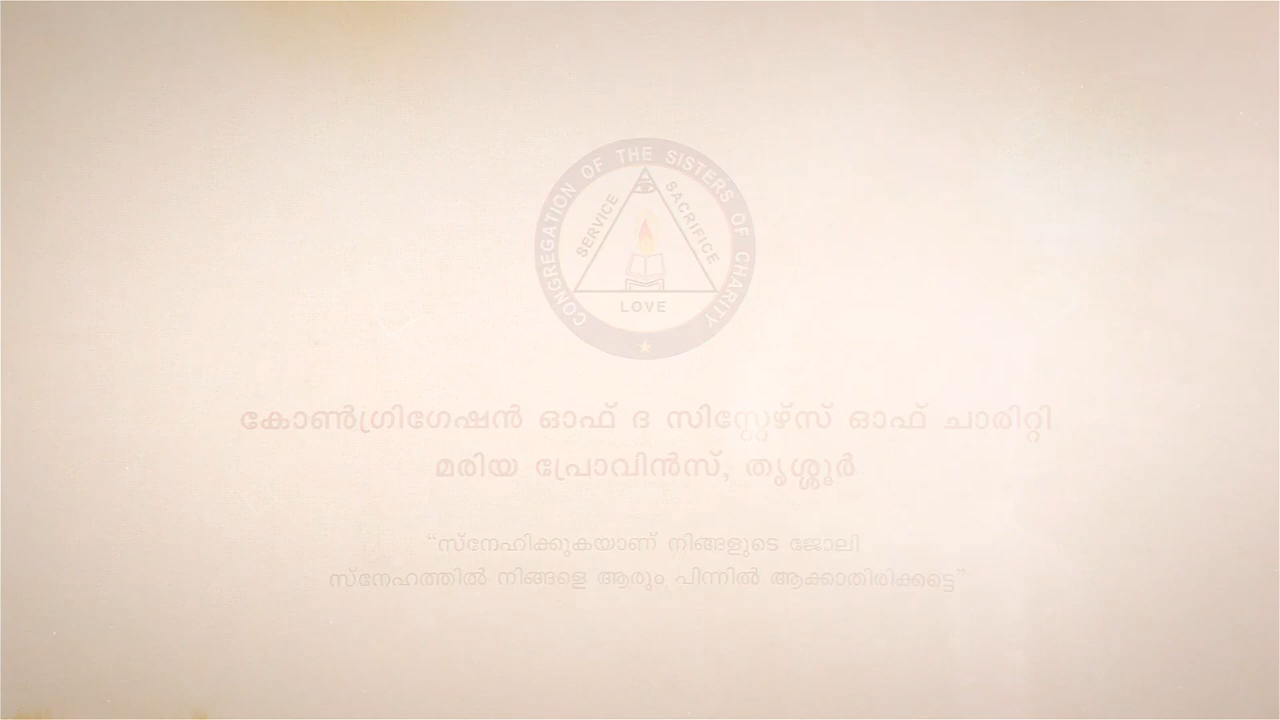 CONGREGATION OF THE SISTERS OF CHARITY
SERVICE
SACRIFICE
LOVE
കോൺഗ്രിഗേഷൻ ഓഫ് ദ സിസ്റ്റേഴ്സ് ഓഫ് ചാരിറ്റി
മരിയ പ്രോവിൻസ്, തൃശ്ശൂർ
“സ്നേഹിക്കുകയാണ് നിങ്ങളുടെ ജോലി
സ്നേഹത്തിൽ നിങ്ങളെ ആരും പിന്നിൽ ആക്കാതിരിക്കട്ടെ”